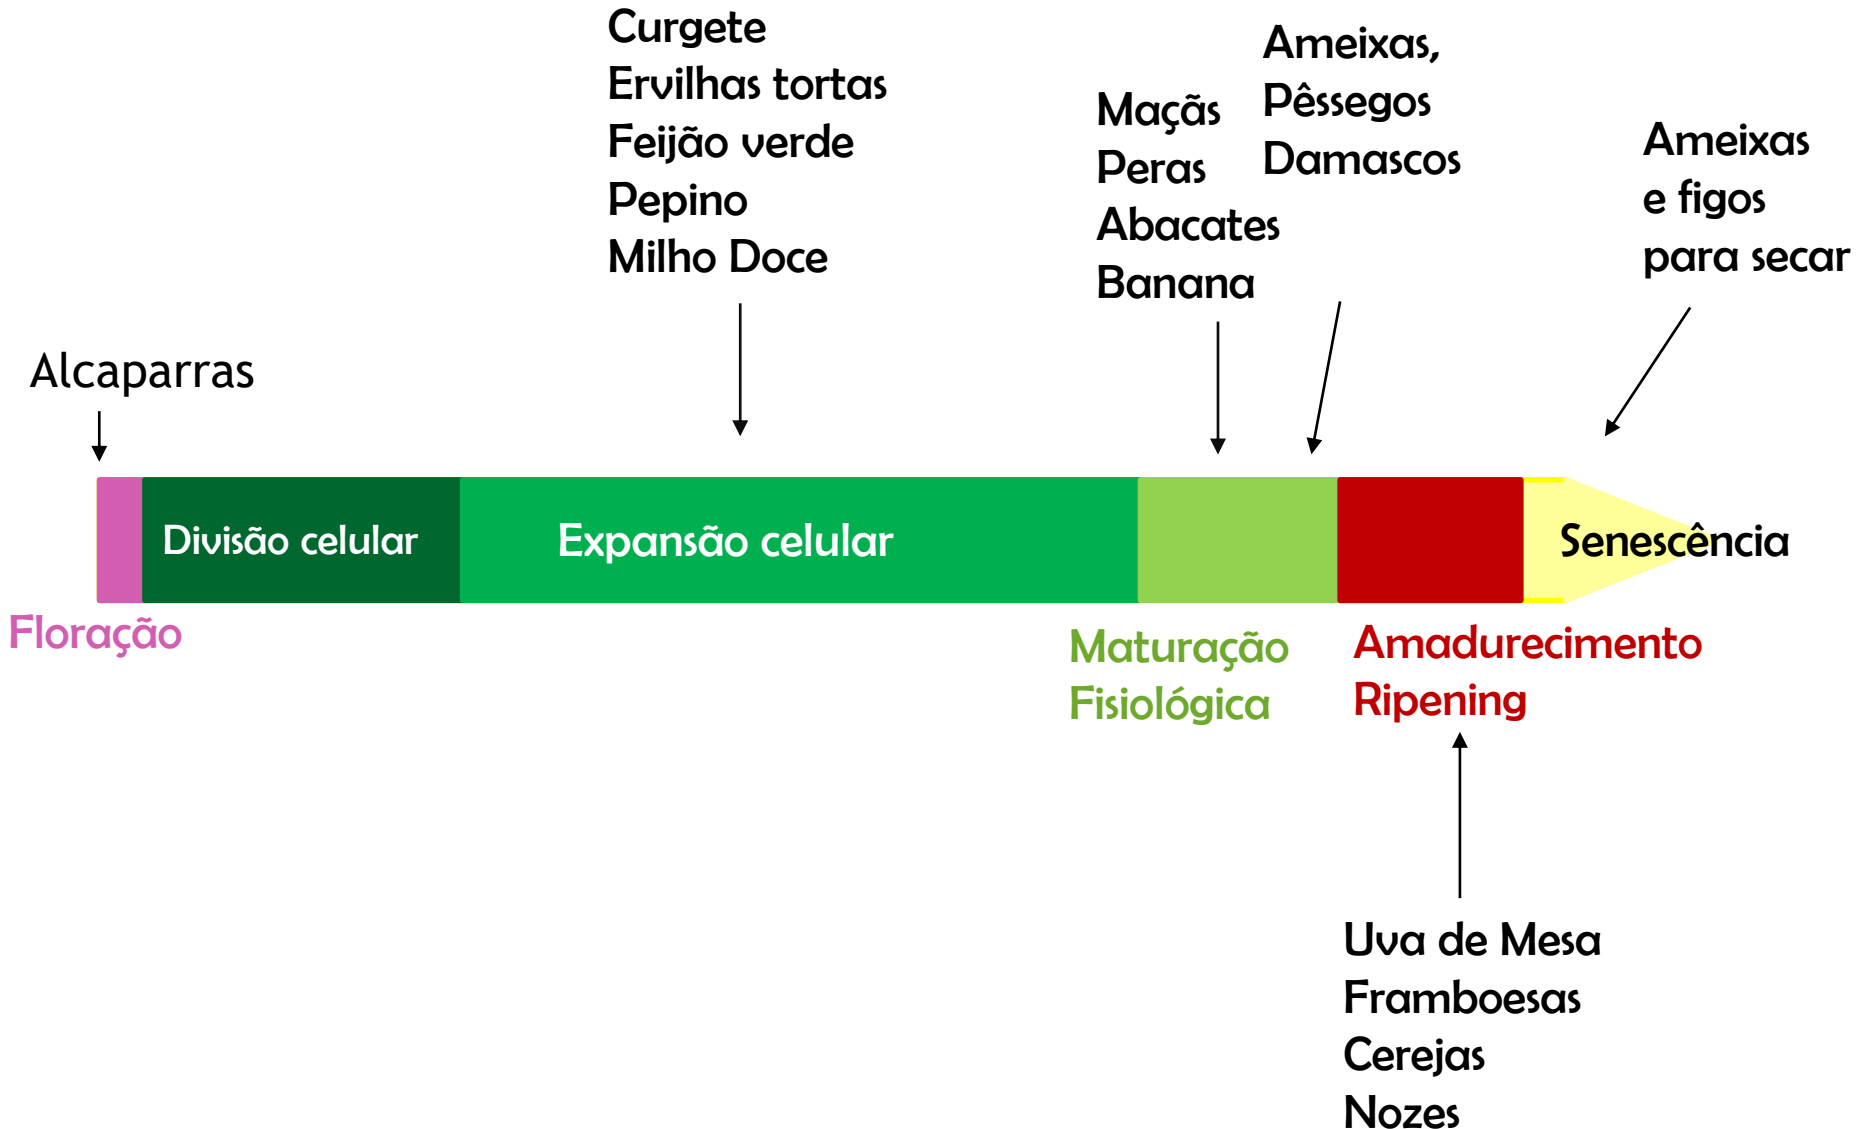 Curgete
Ervilhas tortas
Feijão verde
Pepino
Milho Doce
Maçãs
Peras
Abacates
Banana
Ameixas,
Pêssegos
Damascos
Ameixas
e figos
para secar
Alcaparras
Divisão celular
Expansão celular
Senescência
Floração
Maturação
Fisiológica
Amadurecimento
Ripening
Uva de Mesa
Framboesas
Cerejas
Nozes